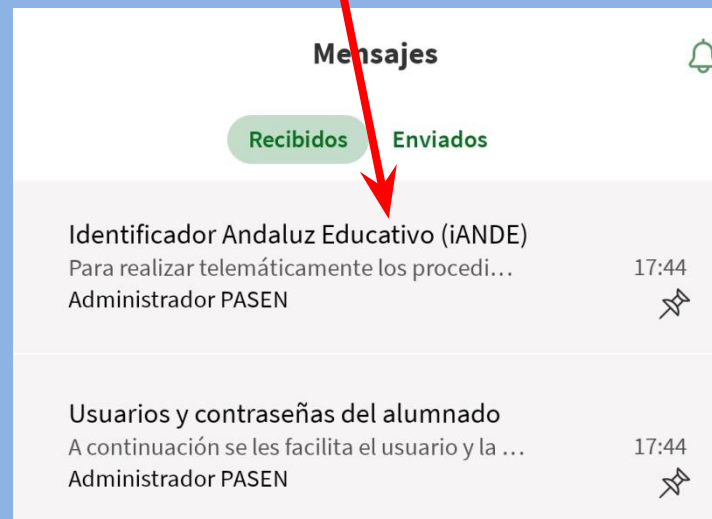 Mensajes
Recibidos Enviados
Identificador Andaluz Educativo (iANDE)
Para realizar telemáticamente los procedi... 17:44
Administrador PASEN
Usuarios y contraseñas del alumnado
A continuación se les facilita el usuario y la ... 17:44
Administrador PASEN